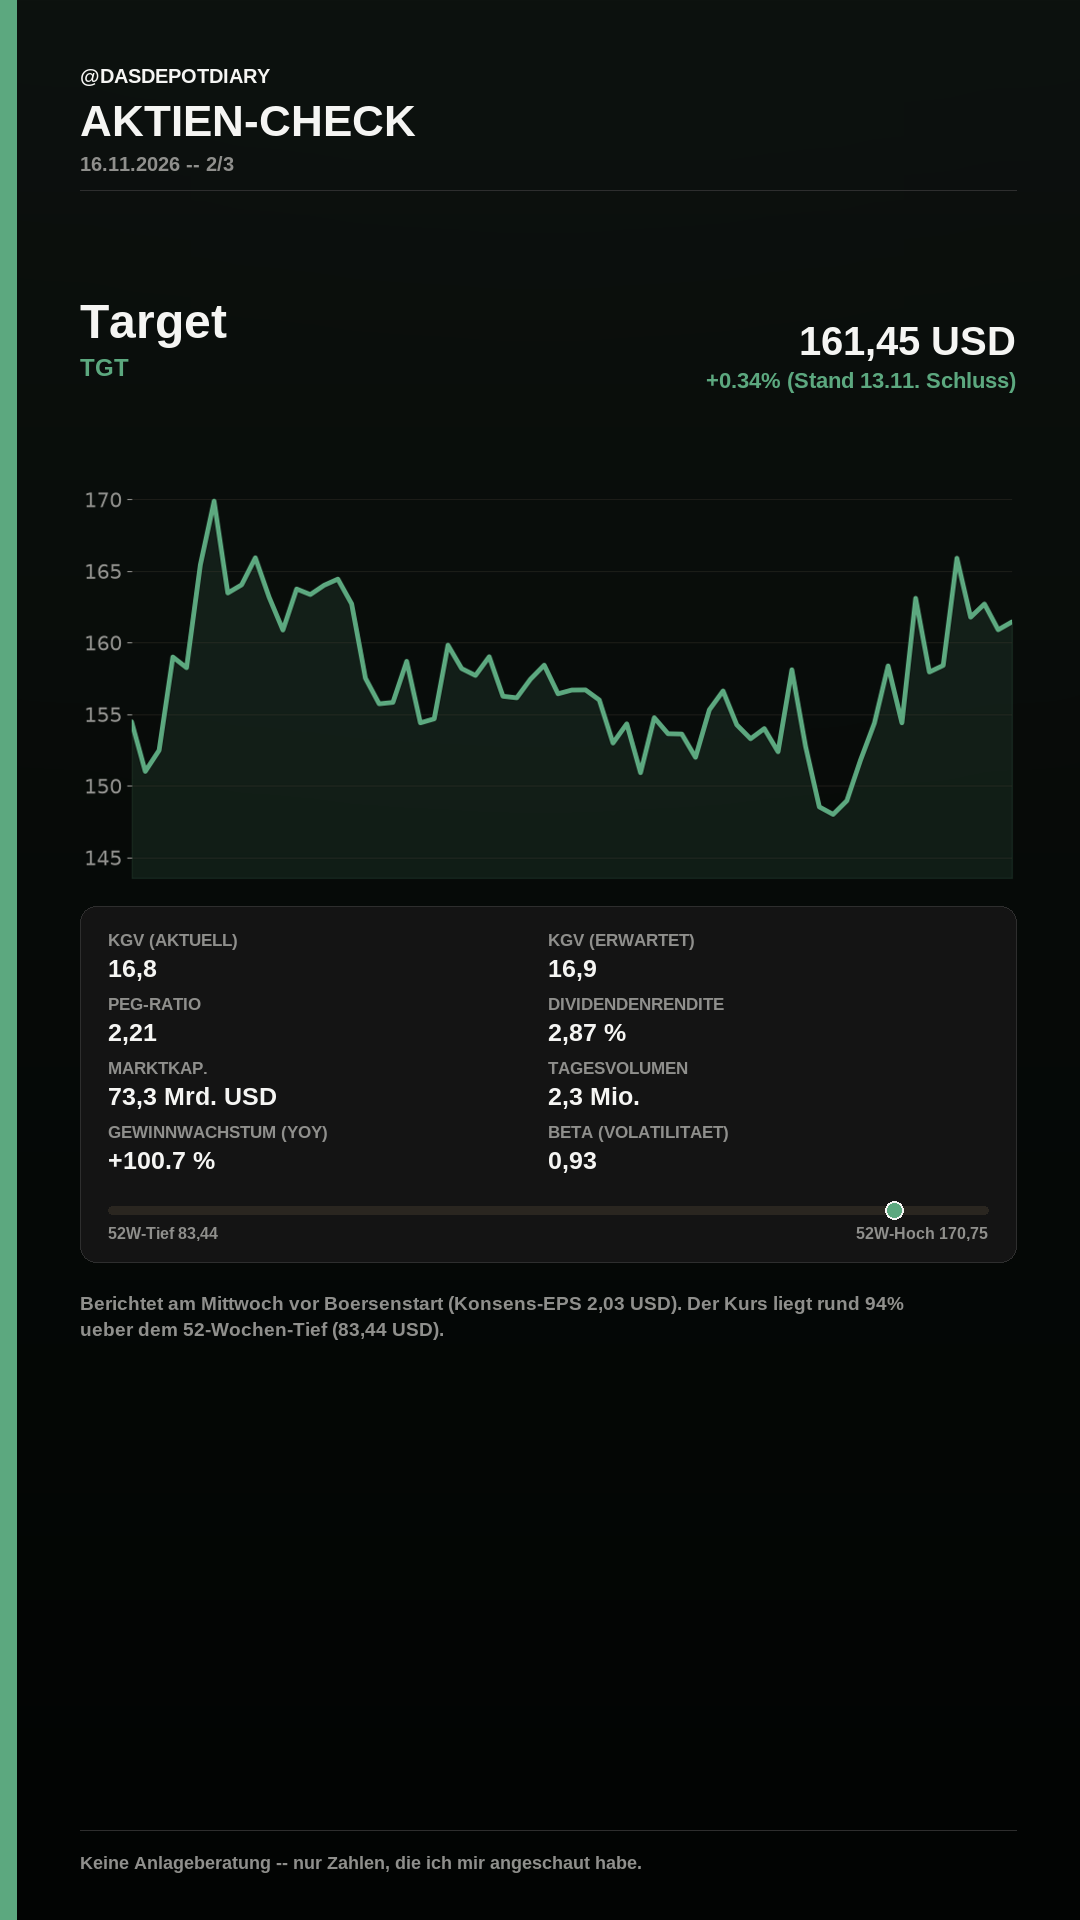 @DASDEPOTDIARY
AKTIEN-CHECK
16.11.2026 -- 2/3
Target
TGT
161,45 USD
+0.34% (Stand 13.11. Schluss)
170
165
160
155
150
145
KGV (AKTUELL)
16,8
KGV (ERWARTET)
16,9
PEG-RATIO
2,21
DIVIDENDENRENDITE
2,87 %
MARKTKAP.
73,3 Mrd. USD
TAGESVOLUMEN
2,3 Mio.
GEWINNWACHSTUM (YOY)
+100.7 %
BETA (VOLATILITAET)
0,93
52W-Tief 83,44
52W-Hoch 170,75
Berichtet am Mittwoch vor Boersenstart (Konsens-EPS 2,03 USD). Der Kurs liegt rund 94%
ueber dem 52-Wochen-Tief (83,44 USD).
Keine Anlageberatung -- nur Zahlen, die ich mir angeschaut habe.